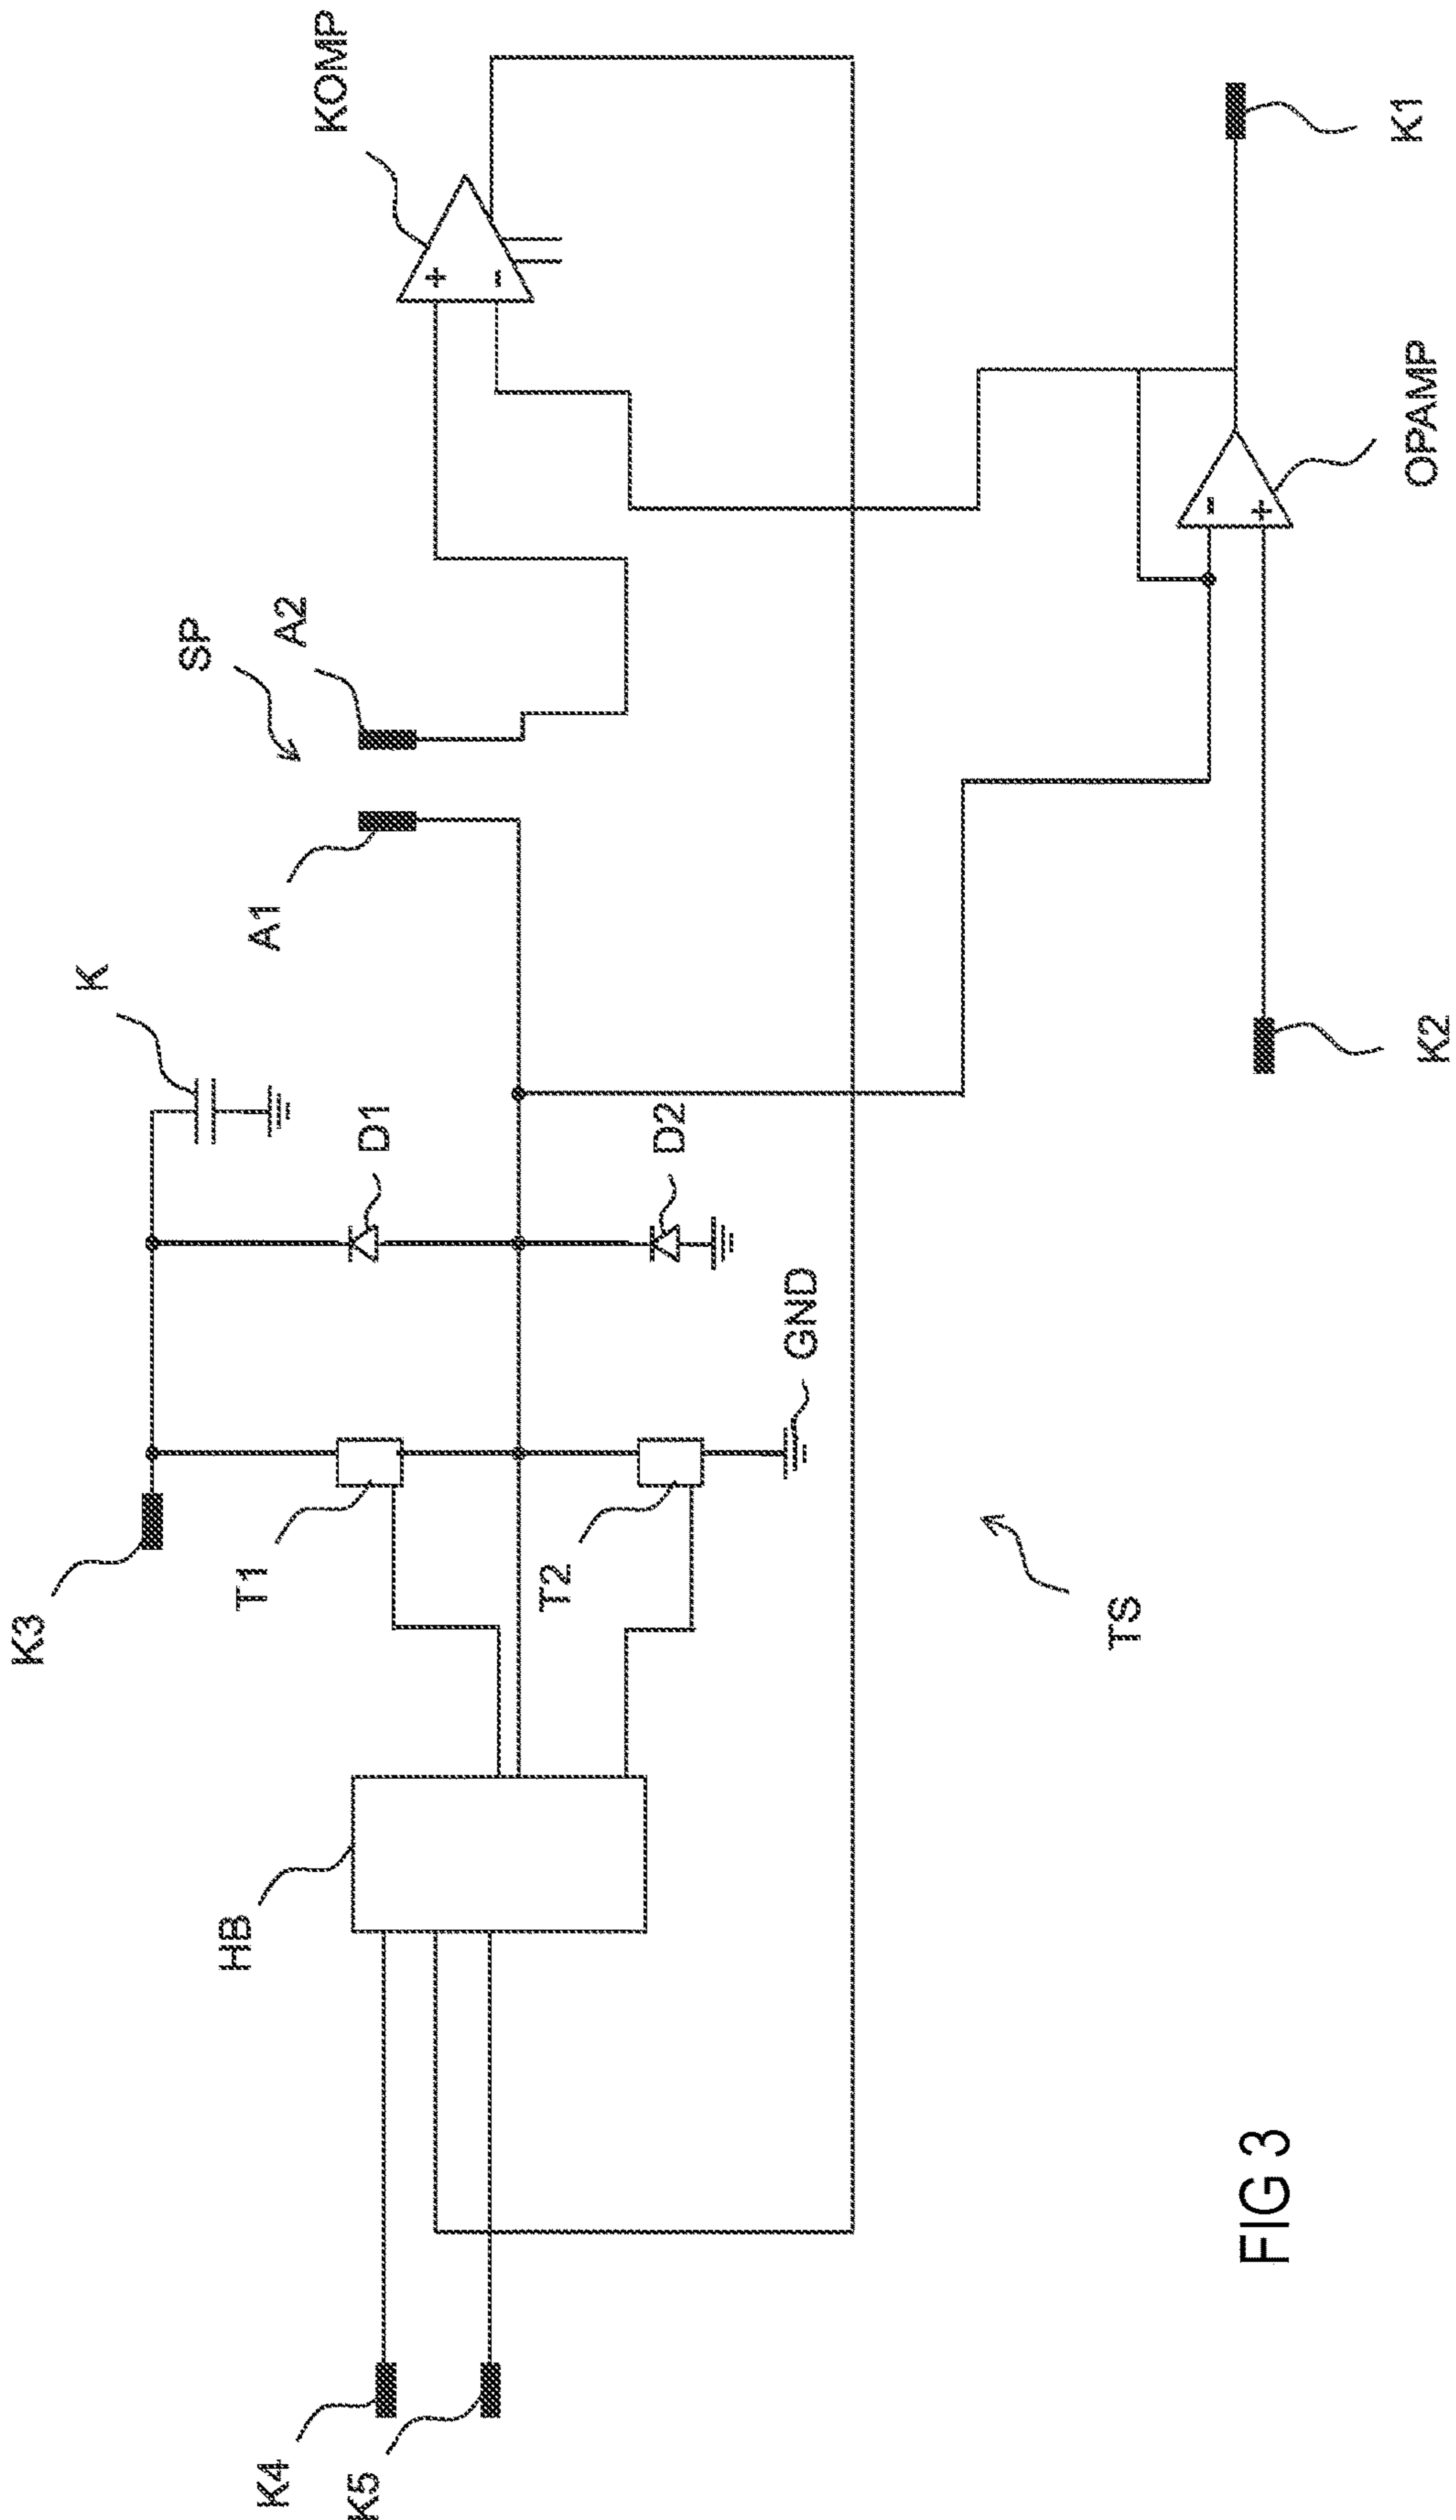 K3
K
K4
K5
HB
T1
T2
GND
D1
D2
A1
SP
A2
KOMP
+
-
TS
K2
-
+
OPAMP
K1
FIG 3